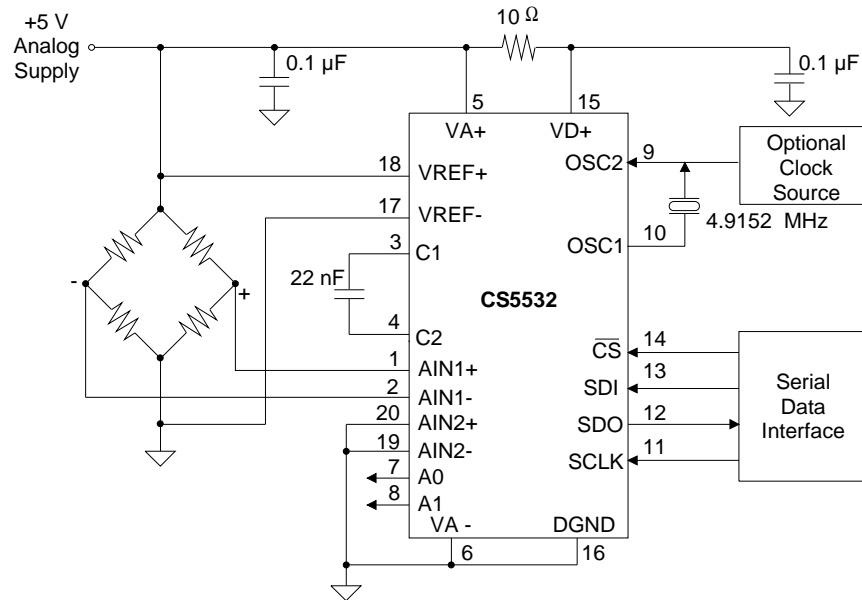 +5 V
Analog
Supply
10 Ω
0.1 µF
0.1 µF
5
15
VA+
VD+
18
VREF+
OSC2
9
Optional
Clock
Source
17
VREF-
4.9152 MHz
3
C1
OSC1
10
22 nF
CS5532
-
+
4
C2
1
AIN1+
CS
14
2
AIN1-
SDI
13
20
AIN2+
SDO
12
19
AIN2-
SCLK
11
Serial
Data
Interface
7
A0
8
A1
VA -
DGND
6
16